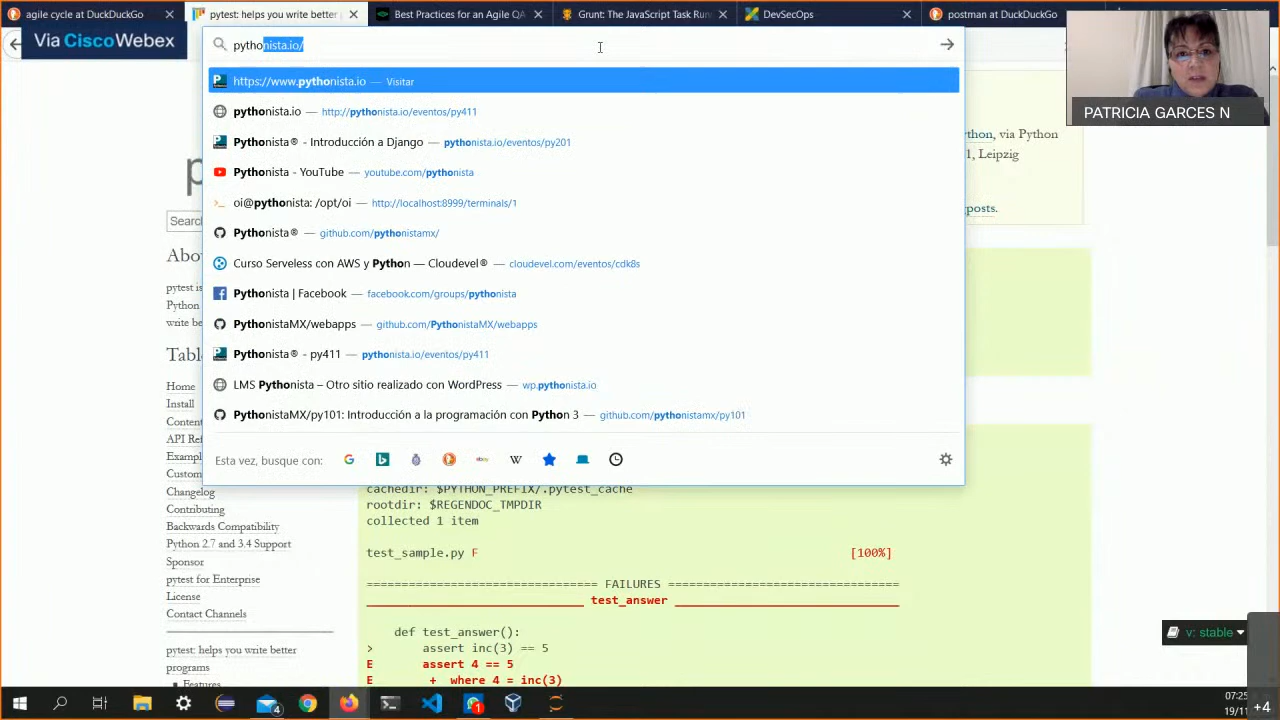 agile cycle at DuckDuckGo
pytest: helps you write better
Best Practices for an Agile QA
Grunt: The JavaScript Task Run
DevSecOps
postman at DuckDuckGo
Via Cisco Webex
pythonista.io/
https://www.pythonista.io — Visitar
pythonista.io — http://pythonista.io/eventos/py411
Pythonista® - Introducción a Django — pythonista.io/eventos/py201
Pythonista - YouTube — youtube.com/pythonista
oi@pythonista: /opt/oi — http://localhost:8999/terminals/1
Pythonista® — github.com/pythonistamx/
Curso Serveless con AWS y Python — Cloudevel® — cloudevel.com/eventos/cdk8s
Pythonista | Facebook — facebook.com/groups/pythonista
PythonistaMX/webapps — github.com/PythonistaMX/webapps
Pythonista® - py411 — pythonista.io/eventos/py411
LMS Pythonista – Otro sitio realizado con WordPress — wp.pythonista.io
PythonistaMX/py101: Introducción a la programación con Python 3 — github.com/pythonistamx/py101
Esta vez, busque con:
PATRICIA GARCES N
thon, via Python
1, Leipzig
posts.
Search
Abo
pytest is
Python
write be
Table
Home
Install
Content
API Ref
Exampl
Custom
Changelog
Contributing
Backwards Compatibility
Python 2.7 and 3.4 Support
Sponsor
pytest for Enterprise
License
Contact Channels
pytest: helps you write better
programs
Features
cachedir: $PYTHON_PREFIX/.pytest_cache
rootdir: $REGENDOC_TMPDIR
collected 1 item
test_sample.py F [100%]
================================= FAILURES =================================
test_answer
def test_answer():
> assert inc(3) == 5
E assert 4 == 5
E + where 4 = inc(3)
v: stable
4
1
07:25
19/11
+4